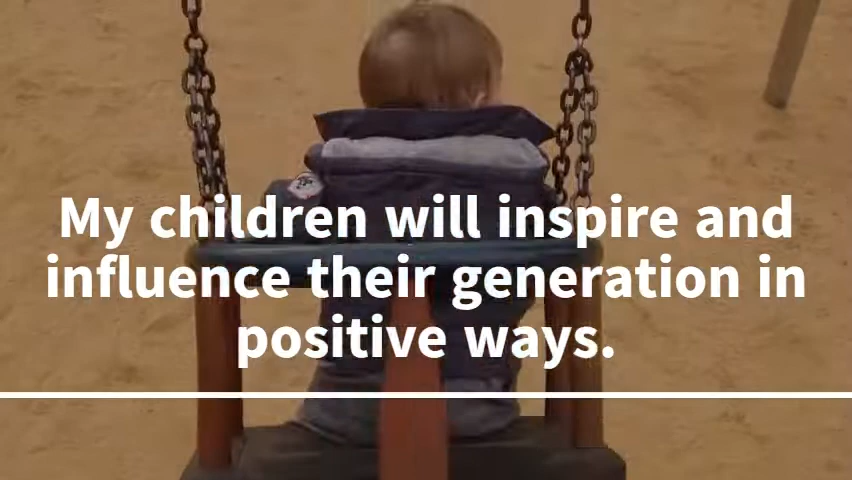 My children will inspire and
influence their generation in
positive ways.